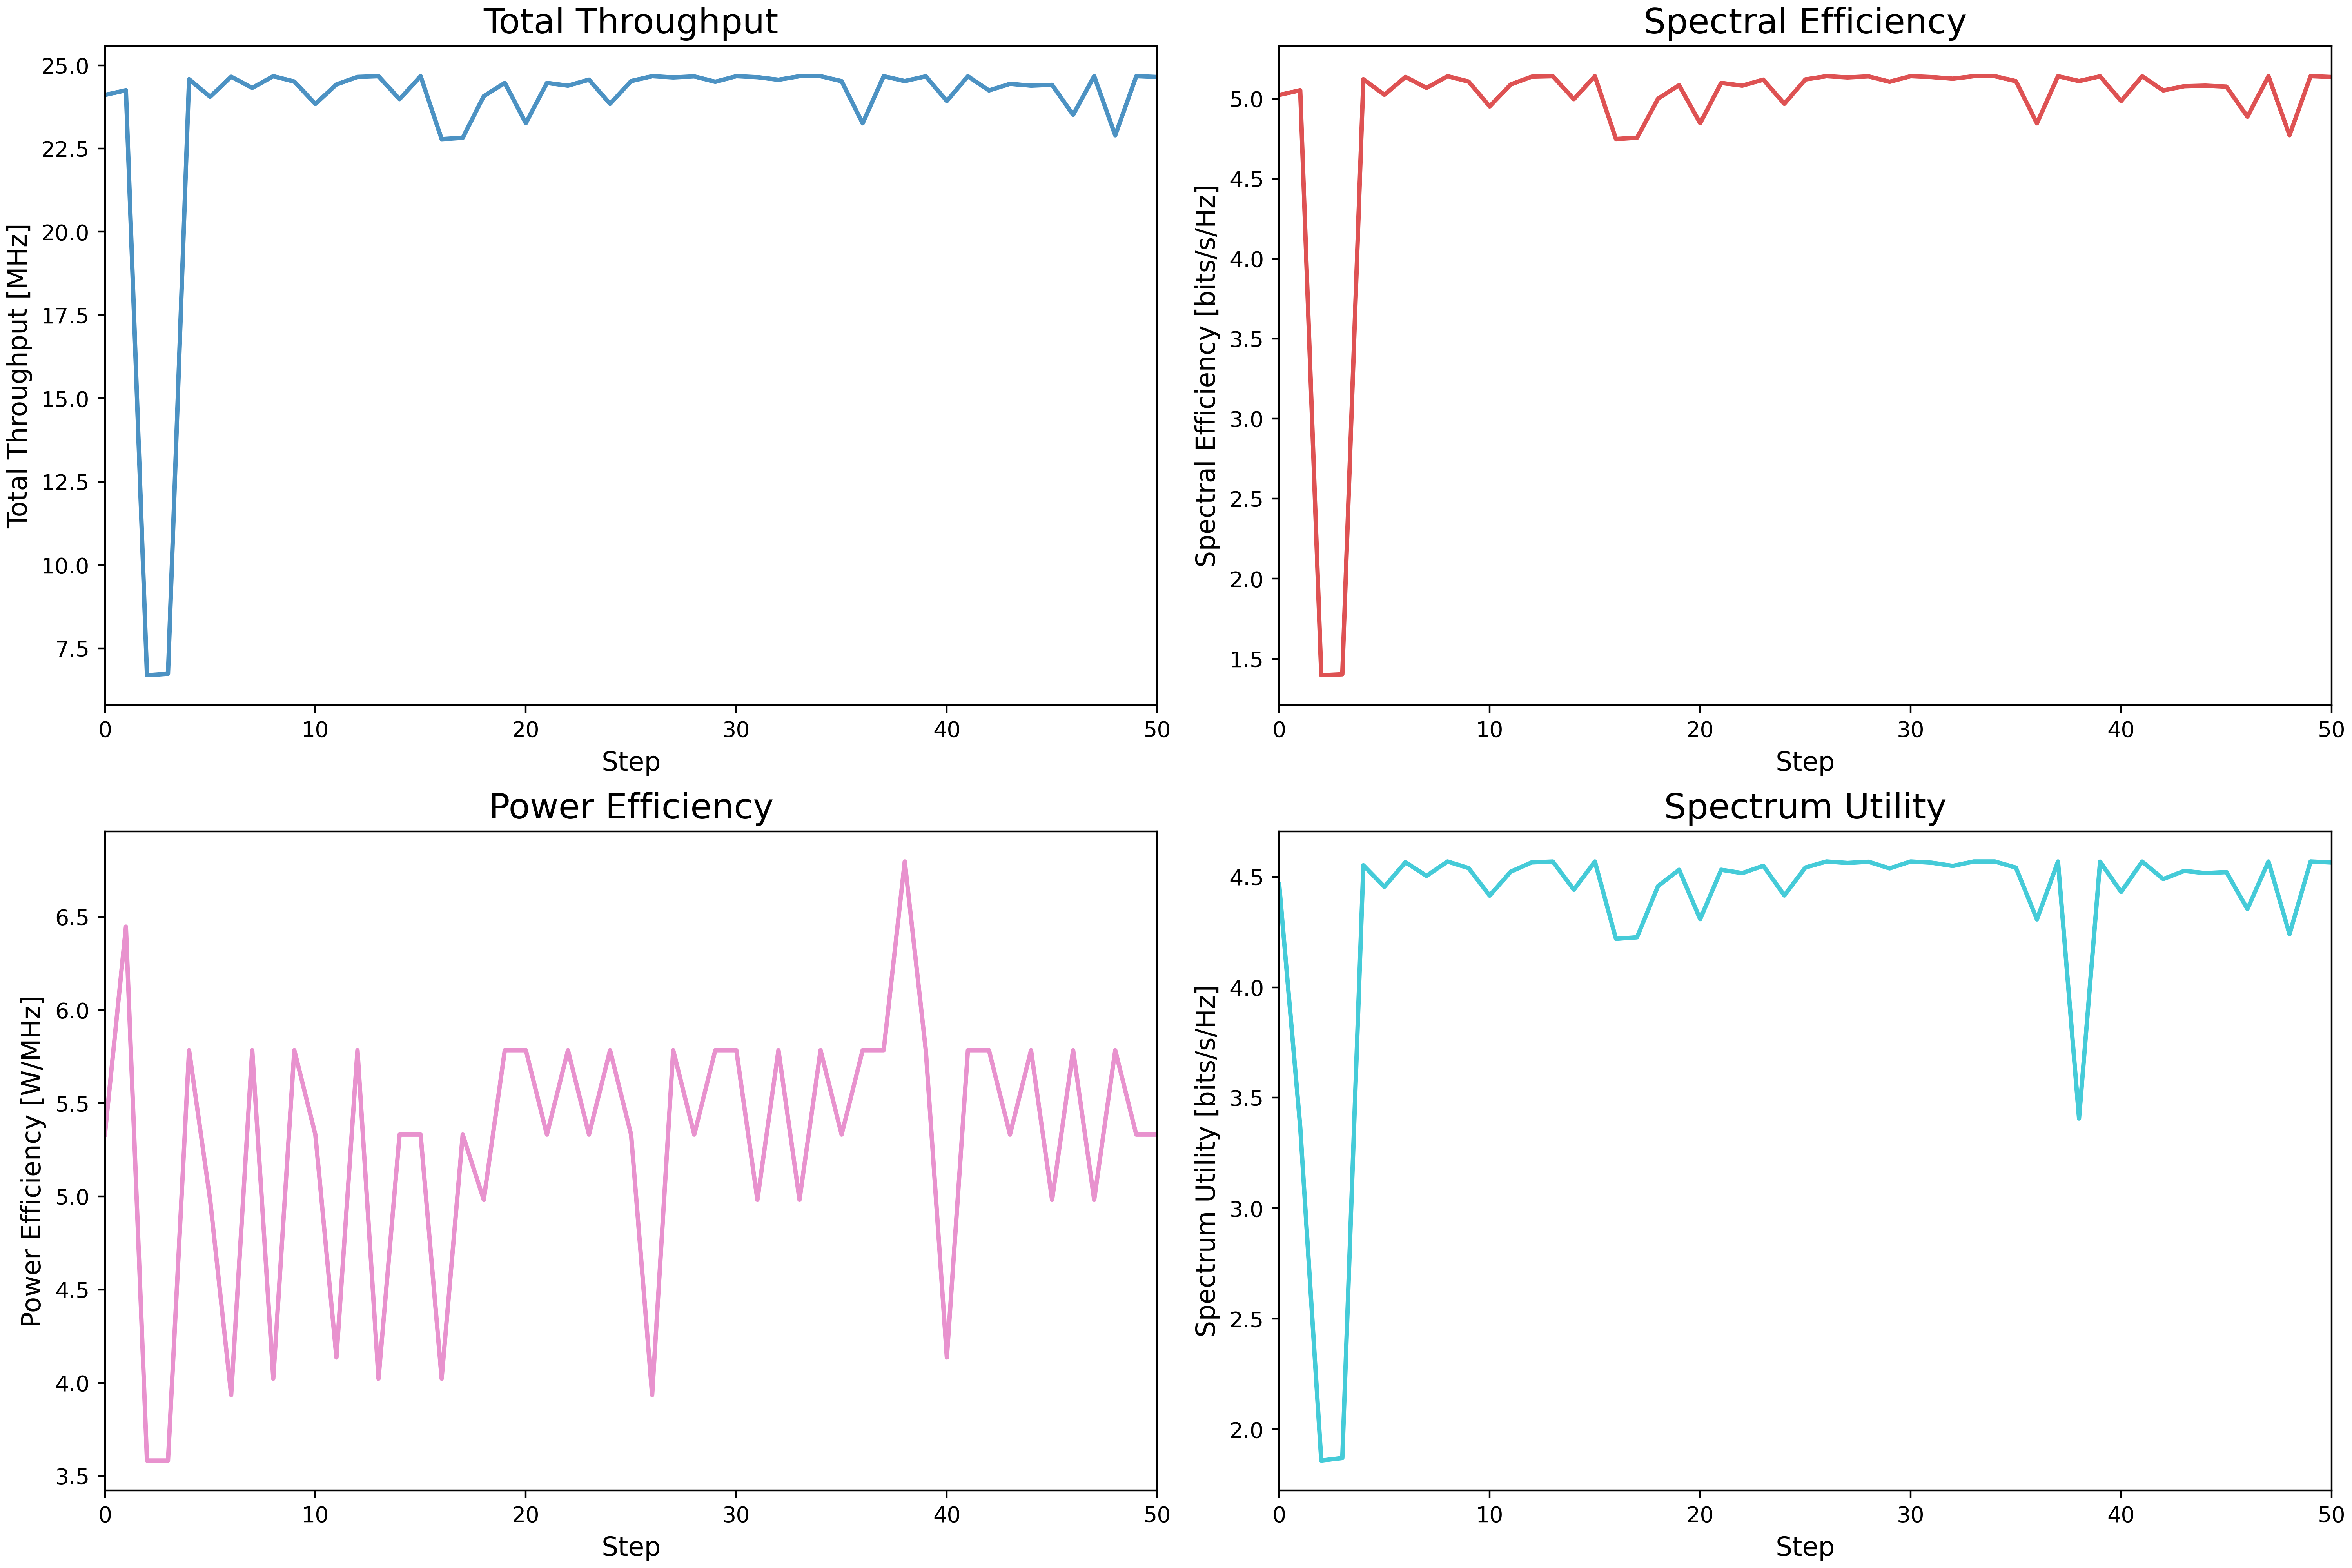 Total Throughput
Total Throughput [MHz]
25.0
22.5
20.0
17.5
15.0
12.5
10.0
7.5
0 10 20 30 40 50
Step
Spectral Efficiency
Spectral Efficiency [bits/s/Hz]
5.0
4.5
4.0
3.5
3.0
2.5
2.0
1.5
0 10 20 30 40 50
Step
Power Efficiency
Power Efficiency [W/MHz]
6.5
6.0
5.5
5.0
4.5
4.0
3.5
0 10 20 30 40 50
Step
Spectrum Utility
Spectrum Utility [bits/s/Hz]
4.5
4.0
3.5
3.0
2.5
2.0
0 10 20 30 40 50
Step